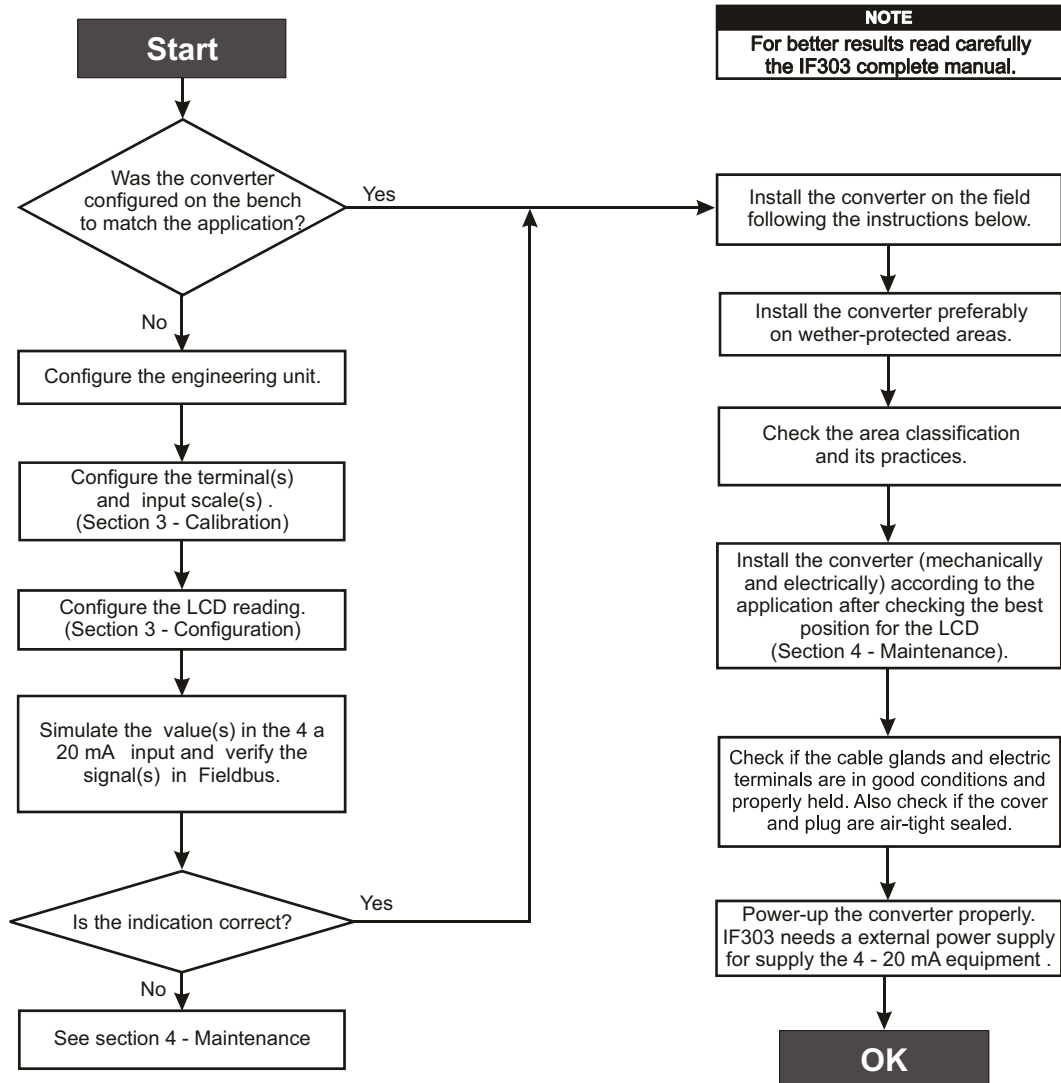 Start
Was the converter
configured on the bench
to match the application?
Yes
No
Configure the engineering unit.
Configure the terminal(s)
and input scale(s) .
(Section 3 - Calibration)
Configure the LCD reading.
(Section 3 - Configuration)
Simulate the value(s) in the 4 a
20 mA input and verify the
signal(s) in Fieldbus.
Is the indication correct?
Yes
No
See section 4 - Maintenance
NOTE
For better results read carefully
the IF303 complete manual.
Install the converter on the field
following the instructions below.
Install the converter preferably
on wether-protected areas.
Check the area classification
and its practices.
Install the converter (mechanically
and electrically) according to the
application after checking the best
position for the LCD
(Section 4 - Maintenance).
Check if the cable glands and electric
terminals are in good conditions and
properly held. Also check if the cover
and plug are air-tight sealed.
Power-up the converter properly.
IF303 needs a external power supply
for supply the 4 - 20 mA equipment .
OK